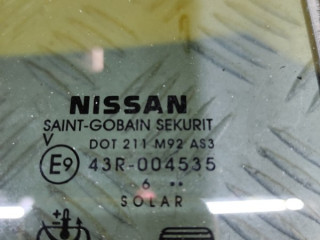 NISSAN
SAINT-GOBAIN SEKURIT
V DOT 211 M92 AS3
E9 43R-004535
6 ..
SOLAR